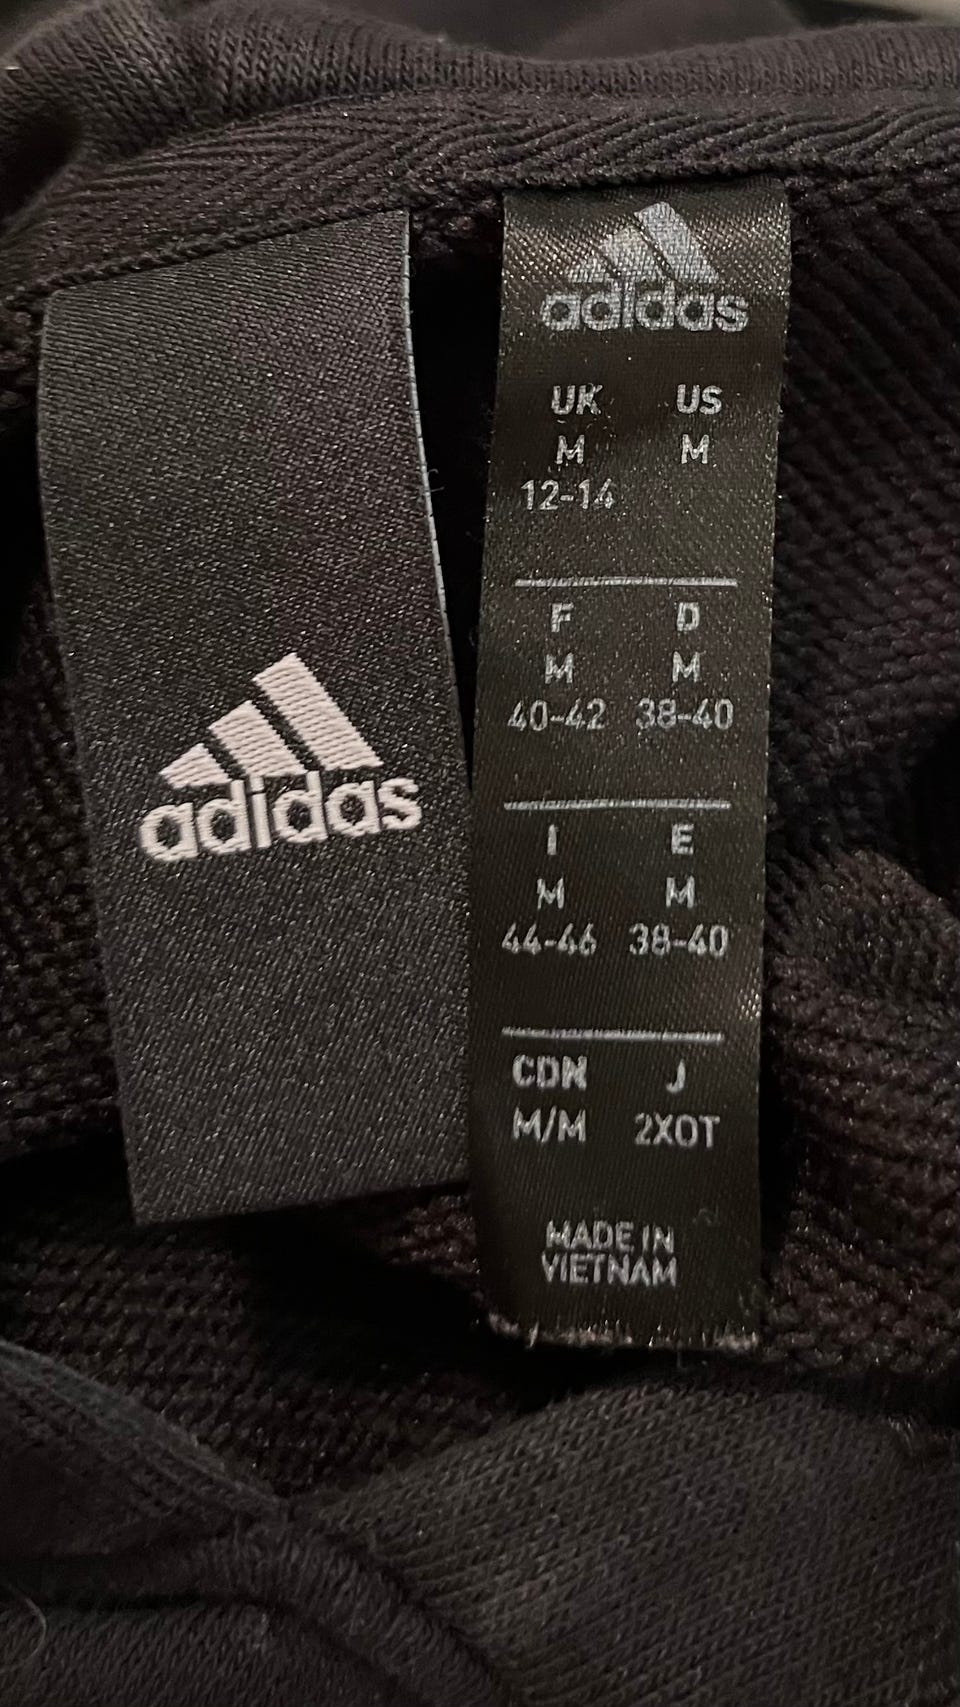 adidas
adidas
UK US
M M
12-14
F D
M M
40-42 38-40
I E
M M
44-46 38-40
CDN J
M/M 2XOT
MADE IN
VIETNAM